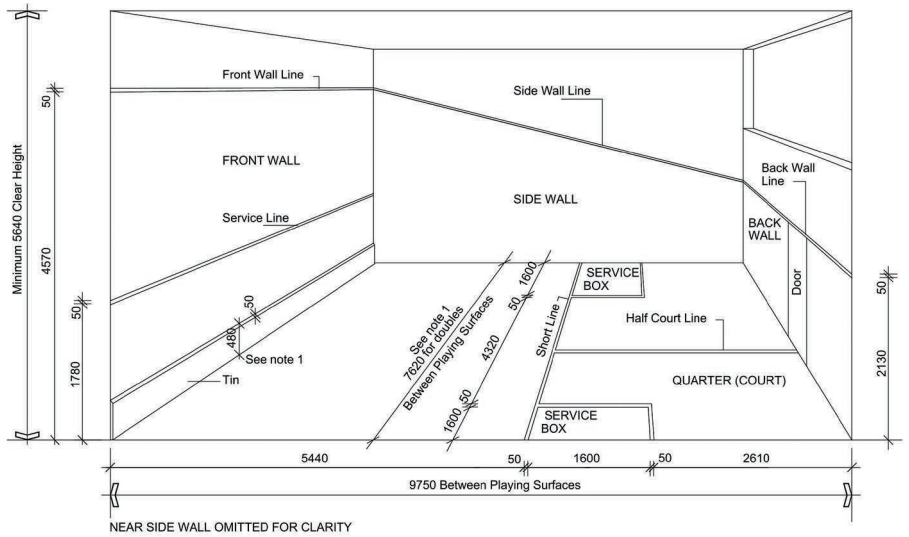 Front Wall Line
Side Wall Line
50
FRONT WALL
Back Wall
Line
Minimum 5640 Clear Height
4570
SIDE WALL
Service Line
BACK
WALL
Door
1600
SERVICE
BOX
50
50
50
50
See note 1
7620 for doubles
Between Playing Surfaces
4320
Short Line
Half Court Line
480
See note 1
1780
2130
Tin
QUARTER (COURT)
50
1600
SERVICE
BOX
5440
50
1600
50
2610
9750 Between Playing Surfaces
NEAR SIDE WALL OMITTED FOR CLARITY